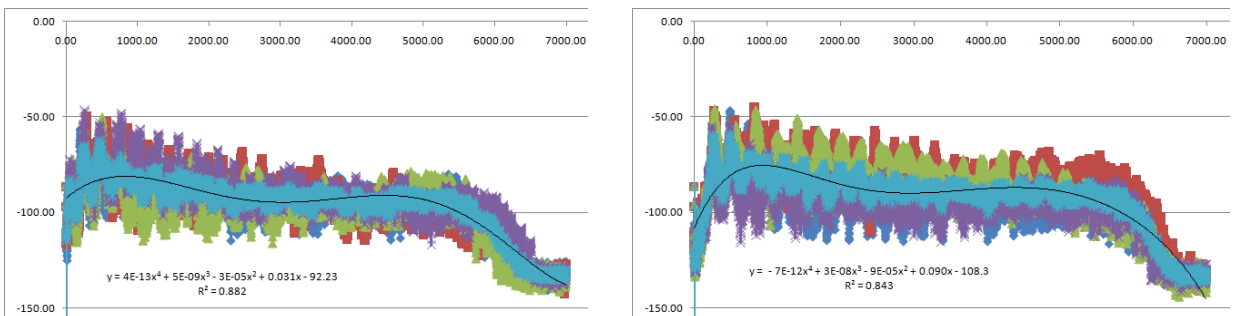 0.00
0.00 1000.00 2000.00 3000.00 4000.00 5000.00 6000.00 7000.00
-50.00
-100.00
y = 4E-13x⁴ + 5E-09x³ - 3E-05x² + 0.031x - 92.23
R² = 0.882
-150.00
0.00
0.00 1000.00 2000.00 3000.00 4000.00 5000.00 6000.00 7000.00
-50.00
-100.00
y = - 7E-12x⁴ + 3E-08x³ - 9E-05x² + 0.090x - 108.3
R² = 0.843
-150.00